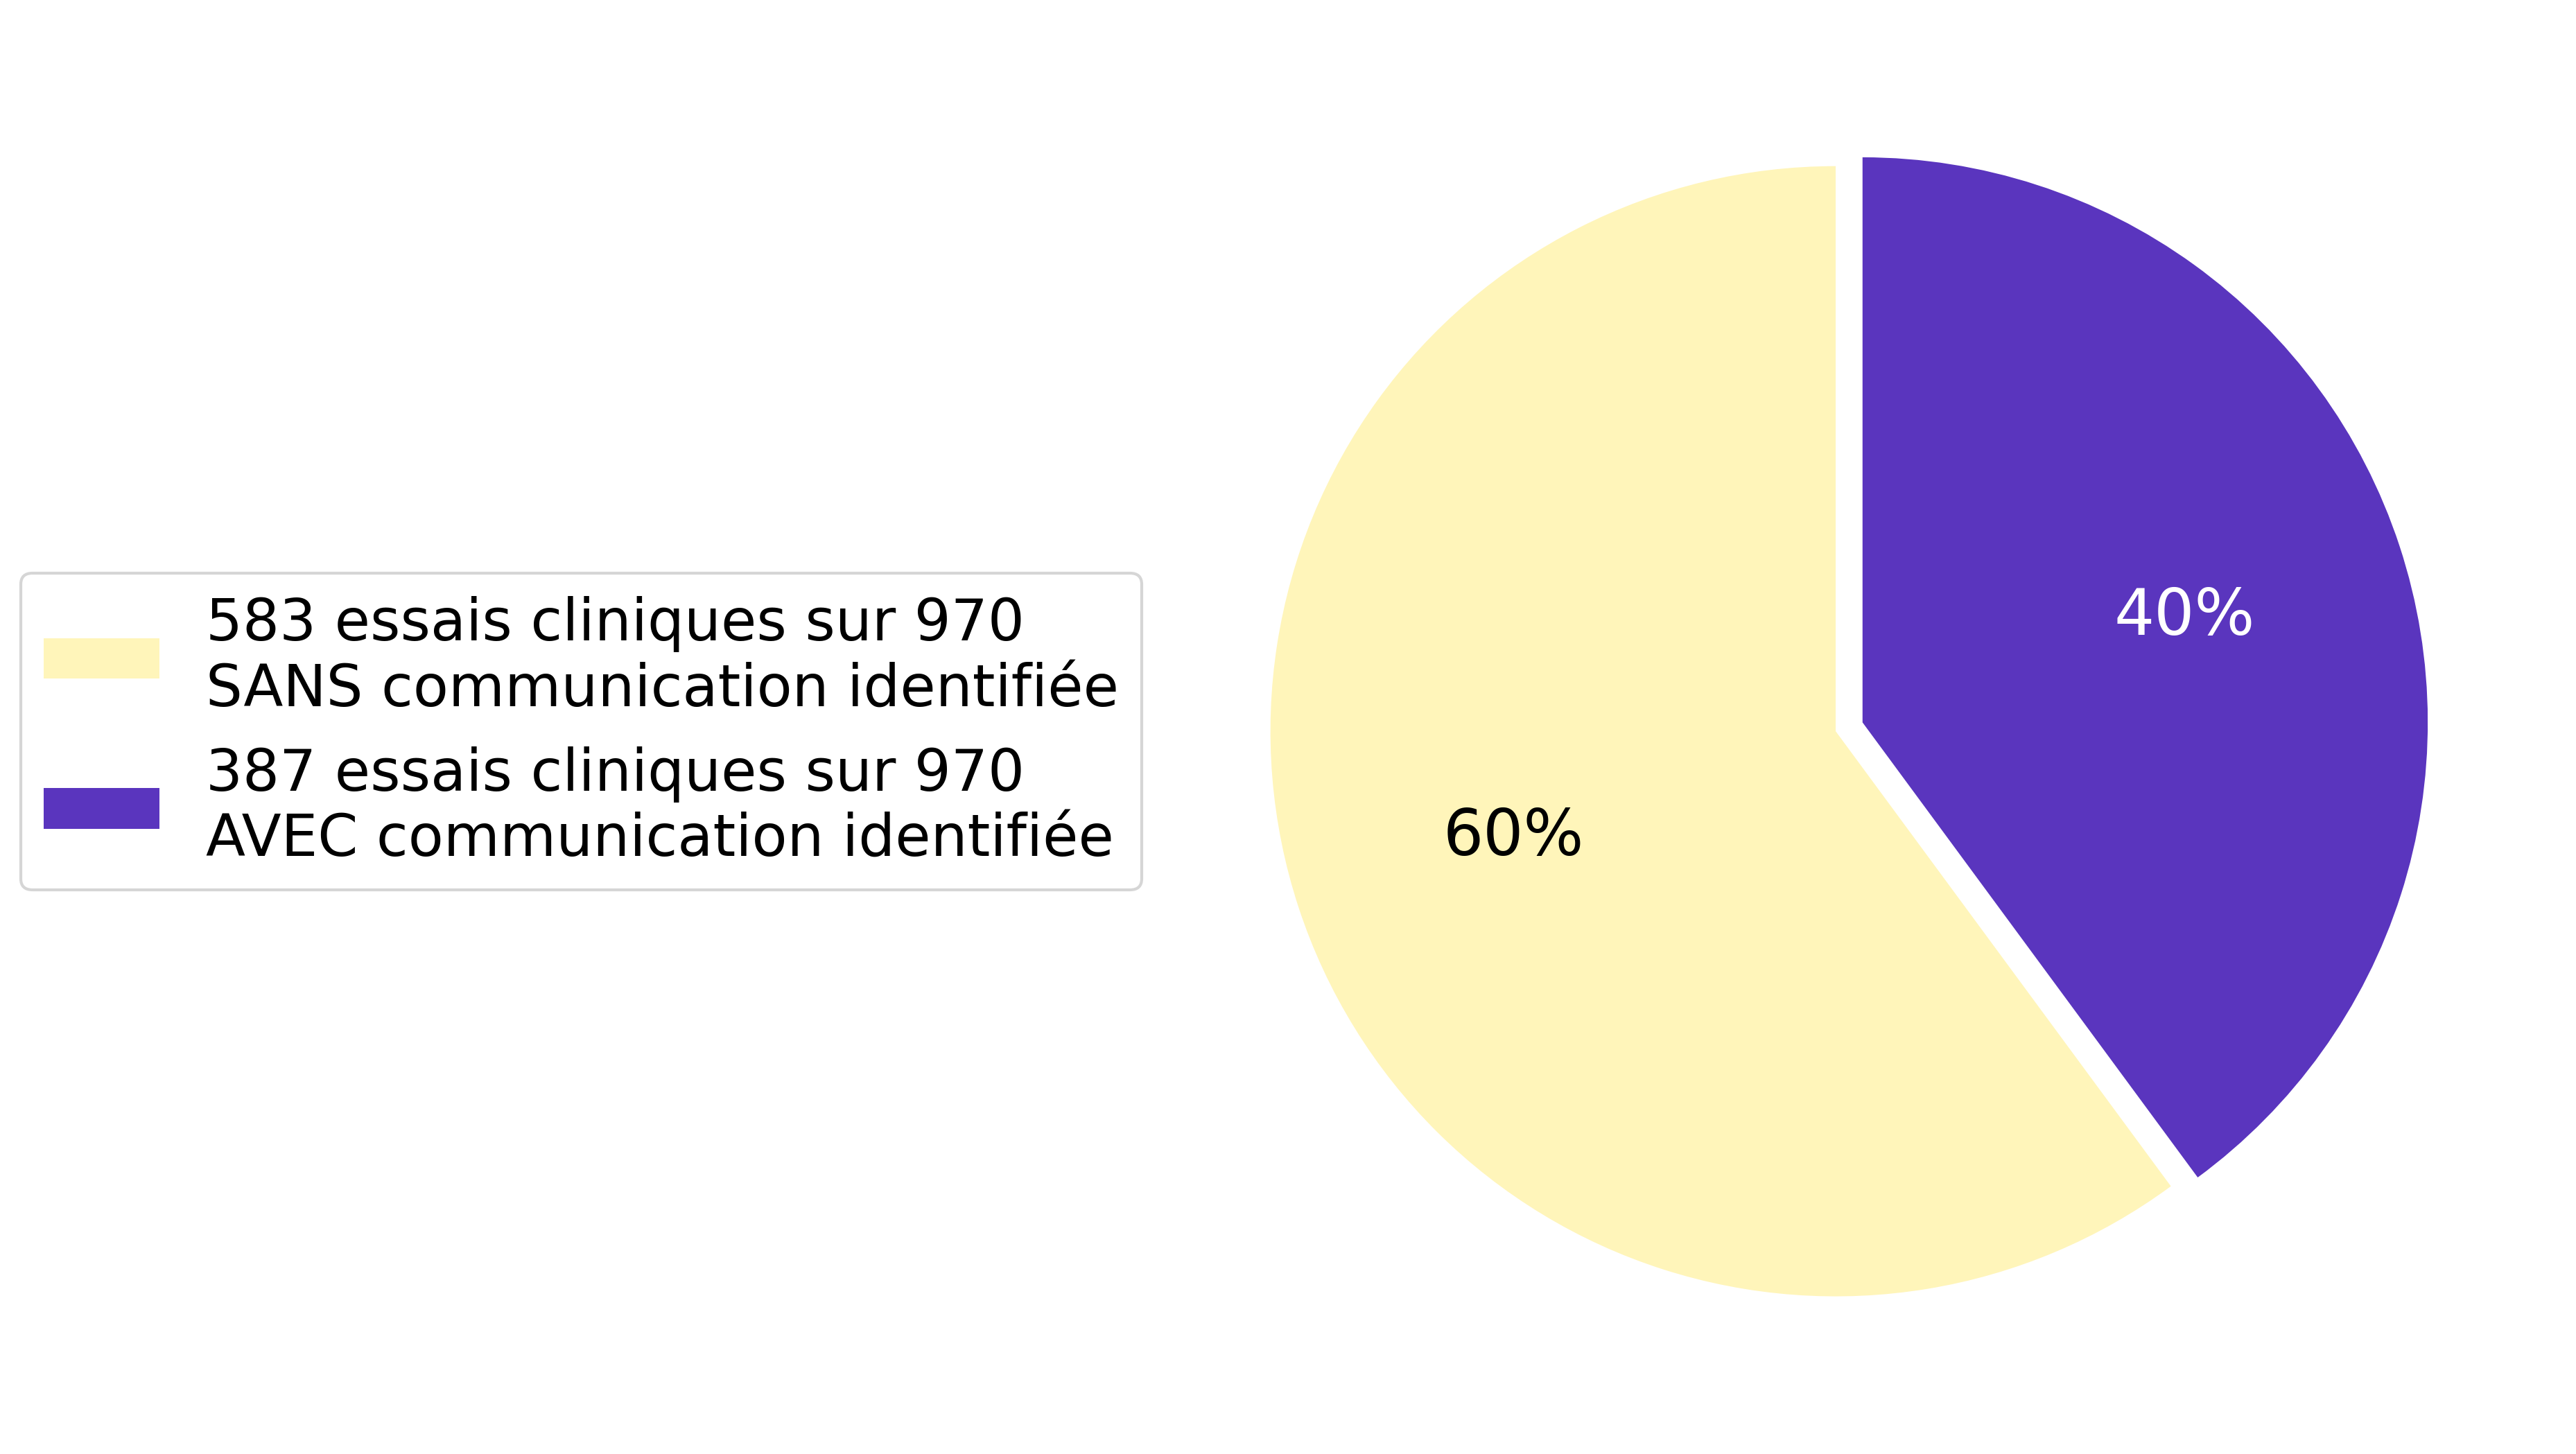 583 essais cliniques sur 970
SANS communication identifiée
387 essais cliniques sur 970
AVEC communication identifiée
40%
60%